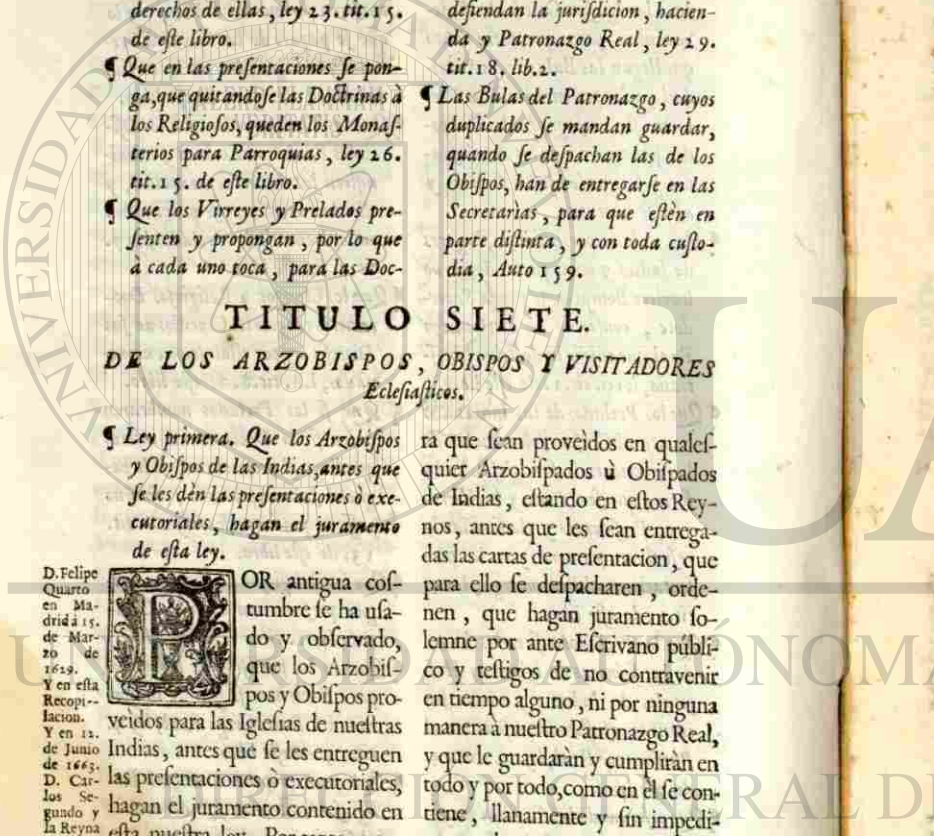 derechos de ellas, ley 23. tit. 15.
de eſte libro.
¶ Que en las preſentaciones ſe pon-
ga, que quitandoſe las Doctrinas à
los Religioſos, queden los Monaſ-
terios para Parroquias, ley 26.
tit. 15. de eſte libro.
¶ Que los Virreyes y Prelados pre-
ſenten y propongan, por lo que
à cada uno toca, para las Doc-
defiendan la juriſdicion, hacien-
da y Patronazgo Real, ley 29.
tit. 18. lib. 2.
¶ Las Bulas del Patronazgo, cuyos
duplicados ſe mandan guardar,
quando ſe deſpachan las de los
Obiſpos, han de entregarſe en las
Secretarìas, para que eſtèn en
parte diſtinta, y con toda cuſto-
dia, Auto 159.
TITULO SIETE.
DE LOS ARZOBISPOS, OBISPOS Y VISITADORES
Ecleſiaſticos.
¶ Ley primera. Que los Arzobiſpos
y Obiſpos de las Indias, antes que
ſe les dèn las preſentaciones ò exe-
cutoriales, hagan el juramento
de eſta ley.
D. Felipe
Quarto
en Ma-
drid à 15.
de Mar-
zo de
1629.
Y en eſta
Recopi-
lacion.
Y en 12.
de Junio
de 1663.
D. Car-
los Se-
gundo y
la Reyna
POR antigua coſ-
tumbre ſe ha uſa-
do y obſervado,
que los Arzobiſ-
pos y Obiſpos pro-
veìdos para las Igleſias de nueſtras
Indias, antes que ſe les entreguen
las preſentaciones ò executoriales,
hagan el juramento contenido en
eſta nueſtra ley. Por
ra que ſean proveìdos en qualeſ-
quier Arzobiſpados ù Obiſpados
de Indias, eſtando en eſtos Rey-
nos, antes que les ſean entrega-
das las cartas de preſentacion, que
para ello ſe deſpacharen, orde-
nen, que hagan juramento ſo-
lemne por ante Eſcrivano públi-
co y teſtigos de no contravenir
en tiempo alguno, ni por ninguna
manera à nueſtro Patronazgo Real,
y que le guardaràn y cumpliràn en
todo y por todo, como en èl ſe con-
tiene, llanamente y ſin impedi-